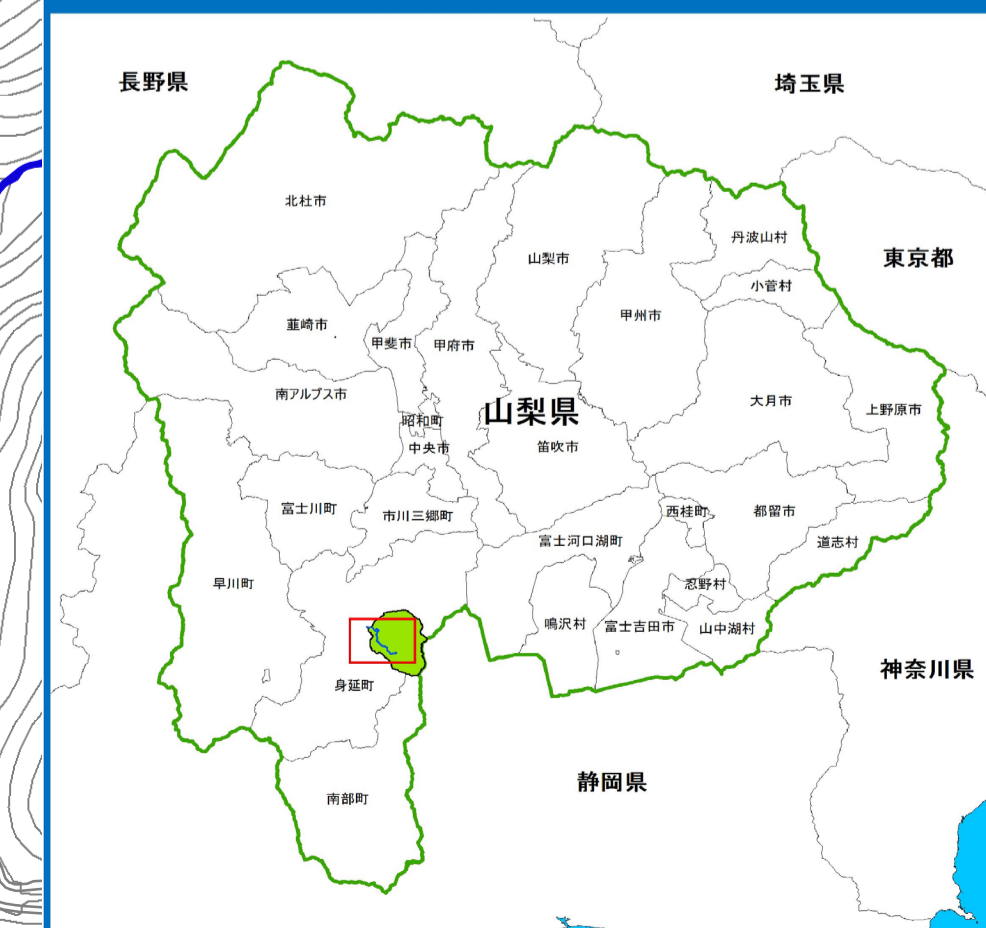 長野県
埼玉県
北杜市
丹波山村
山梨市
東京都
小菅村
甲州市
韮崎市
甲斐市
甲府市
南アルプス市
大月市
上野原市
山梨県
昭和町
中央市
笛吹市
富士川町
市川三郷町
西桂町
都留市
富士河口湖町
道志村
早川町
忍野村
鳴沢村
富士吉田市
山中湖村
神奈川県
身延町
静岡県
南部町